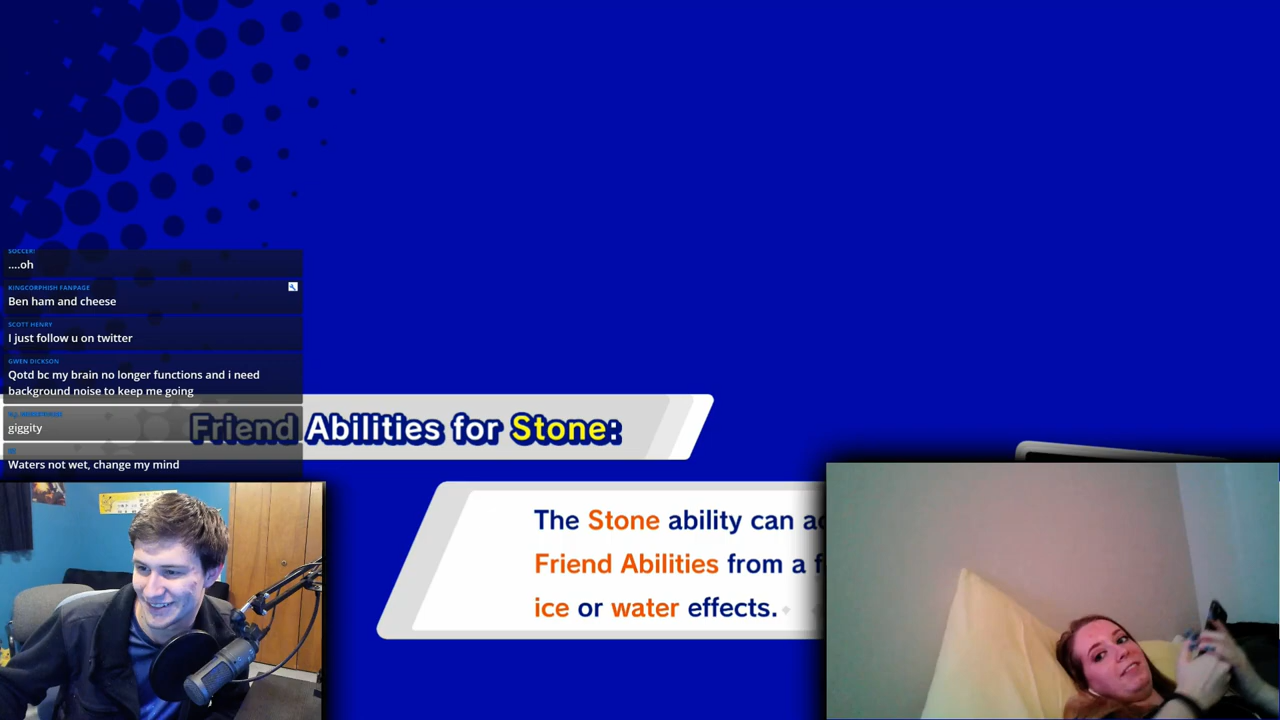 SOCCER!
....oh
KINGCORPHISH FANPAGE
Ben ham and cheese
SCOTT HENRY
I just follow u on twitter
GWEN DICKSON
Qotd bc my brain no longer functions and i need
background noise to keep me going
giggity
Waters not wet, change my mind
Friend Abilities for Stone:
The Stone ability can
Friend Abilities from a
ice or water effects.